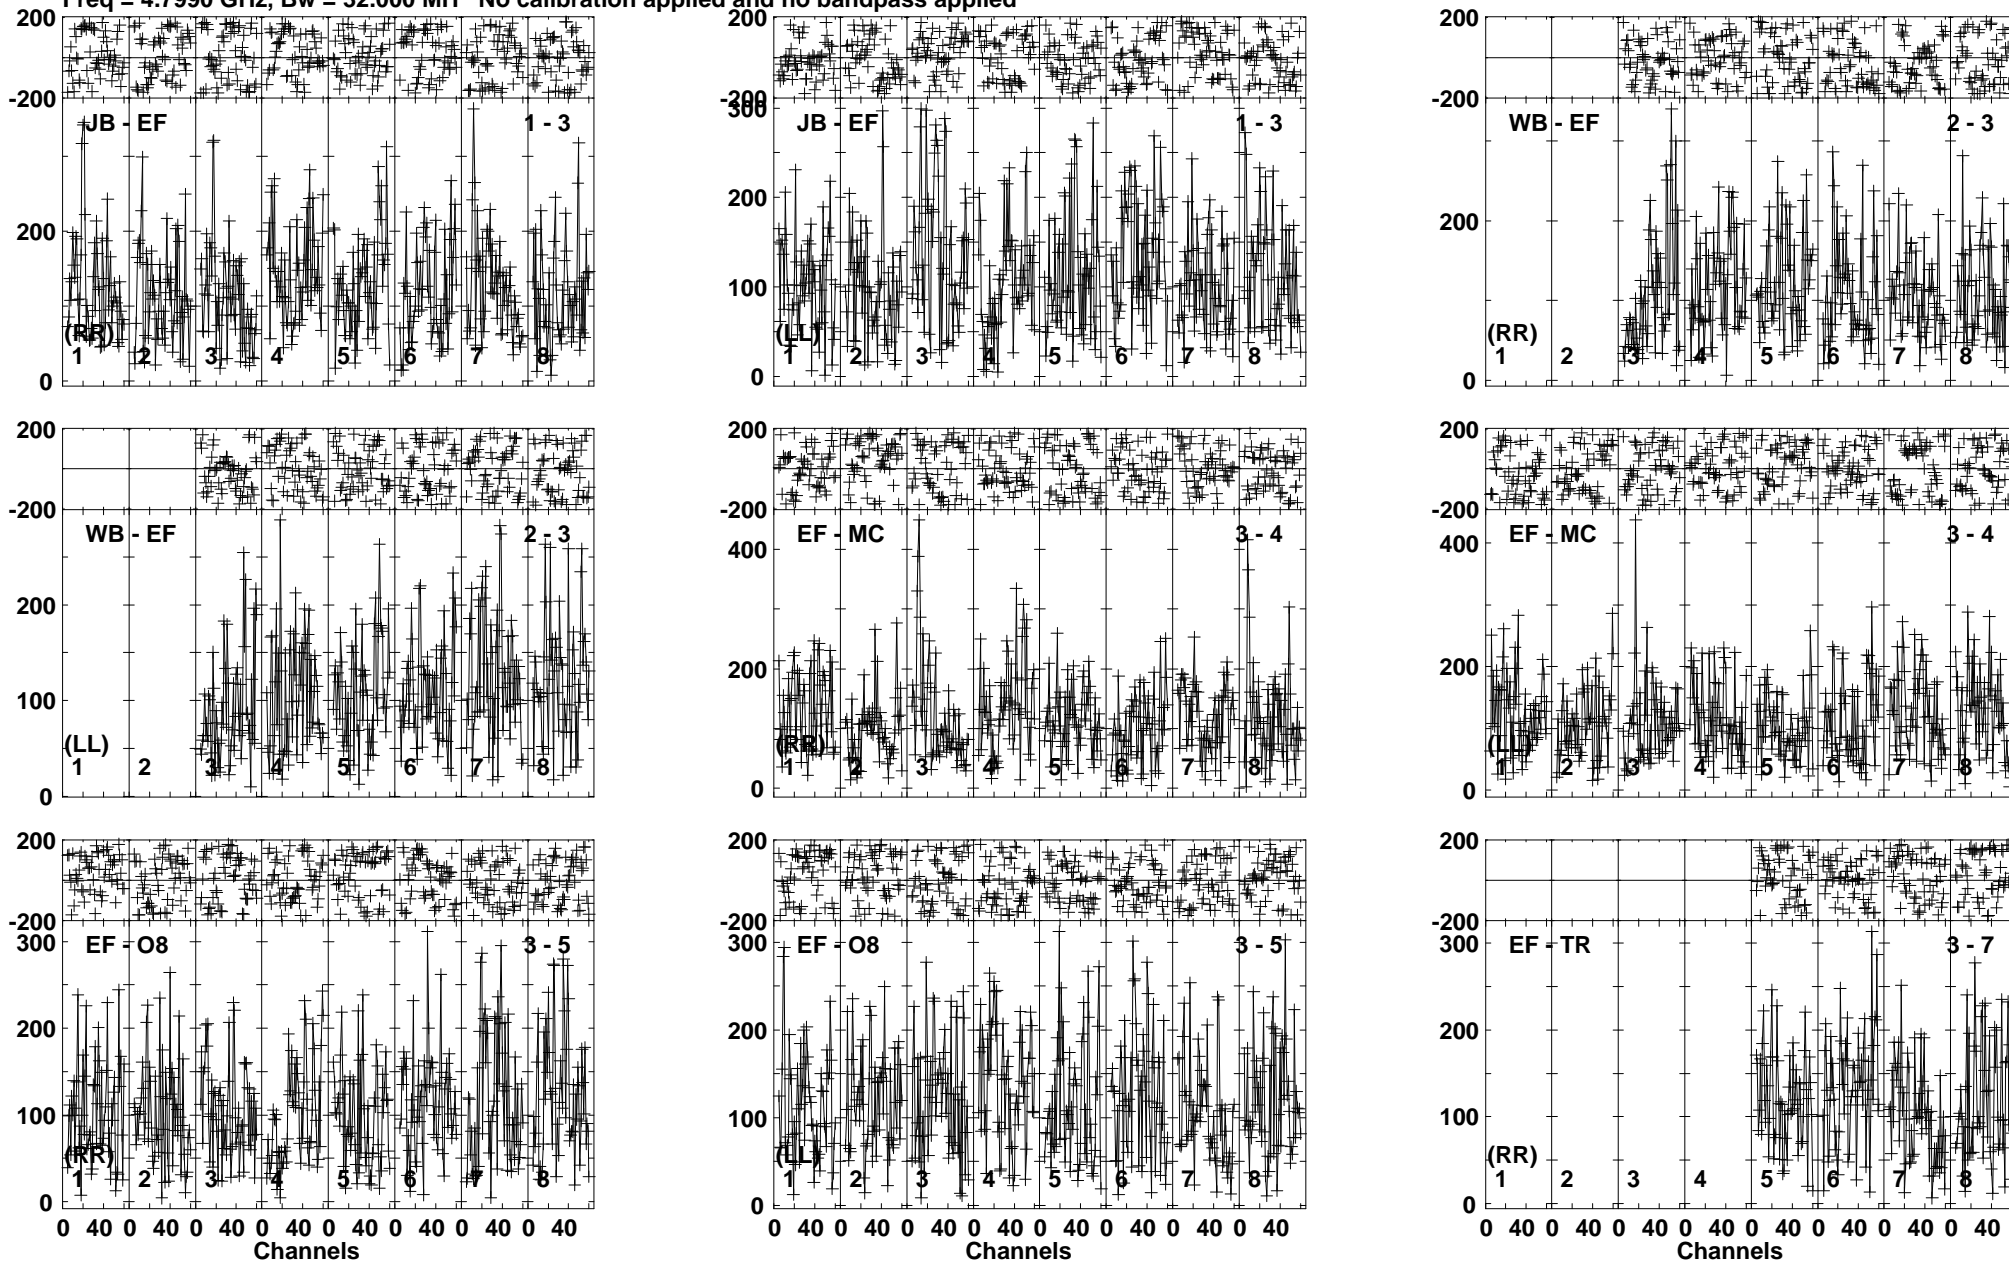 Freq = 4.7990 GHz, Bw = 32.000 MH No calibration applied and no bandpass applied
200 200 200
-200 -200 -200
JB - EF 1 - 3 300 JB - EF 1 - 3 WB - EF 2 - 3
200 200 200
100
(RR) (LL) (RR)
1 2 3 4 5 6 7 8 1 2 3 4 5 6 7 8 1 2 3 4 5 6 7 8
0 0 0
200 200 200
-200 -200 -200
WB - EF 2 - 3 EF - MC 3 - 4 EF - MC 3 - 4
400 400
200 200 200
100
(LL) (RR) (LL)
1 2 3 4 5 6 7 8 1 2 3 4 5 6 7 8 1 2 3 4 5 6 7 8
0 0 0
200 200 200
-200 -200 -200
300 EF - O8 3 - 5 300 EF - O8 3 - 5 300 EF - TR 3 - 7
200 200 200
100 100 100
(RR) (LL) (RR)
1 2 3 4 5 6 7 8 1 2 3 4 5 6 7 8 1 2 3 4 5 6 7 8
0 0 0
0 40 0 40 0 40 0 40 0 40 0 40 0 40 0 40 0 40 0 40 0 40 0 40 0 40 0 40 0 40 0 40 0 40 0 40 0 40 0 40 0 40 0 40 0 40 0 40
Channels Channels Channels